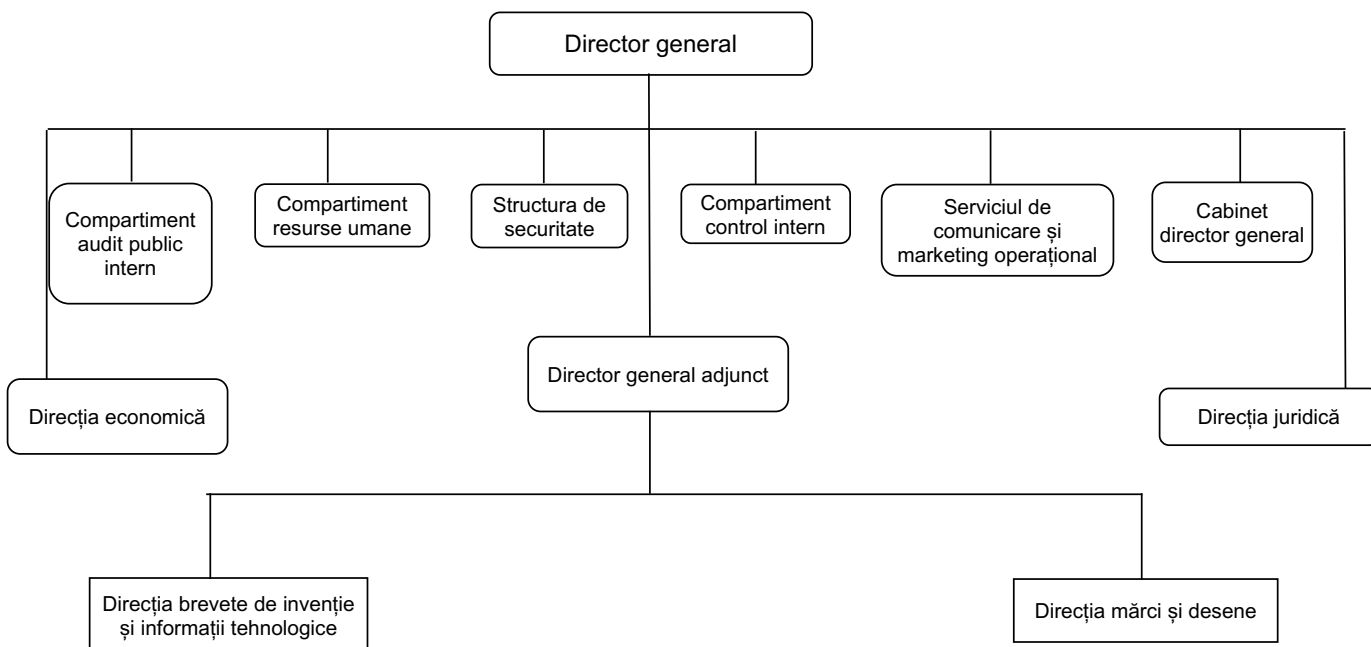 Director general
Compartiment
audit public
intern
Compartiment
resurse umane
Structura de
securitate
Compartiment
control intern
Serviciul de
comunicare și
marketing operațional
Cabinet
director general
Direcția economică
Director general adjunct
Direcția juridică
Direcția brevete de invenție
și informații tehnologice
Direcția mărci și desene